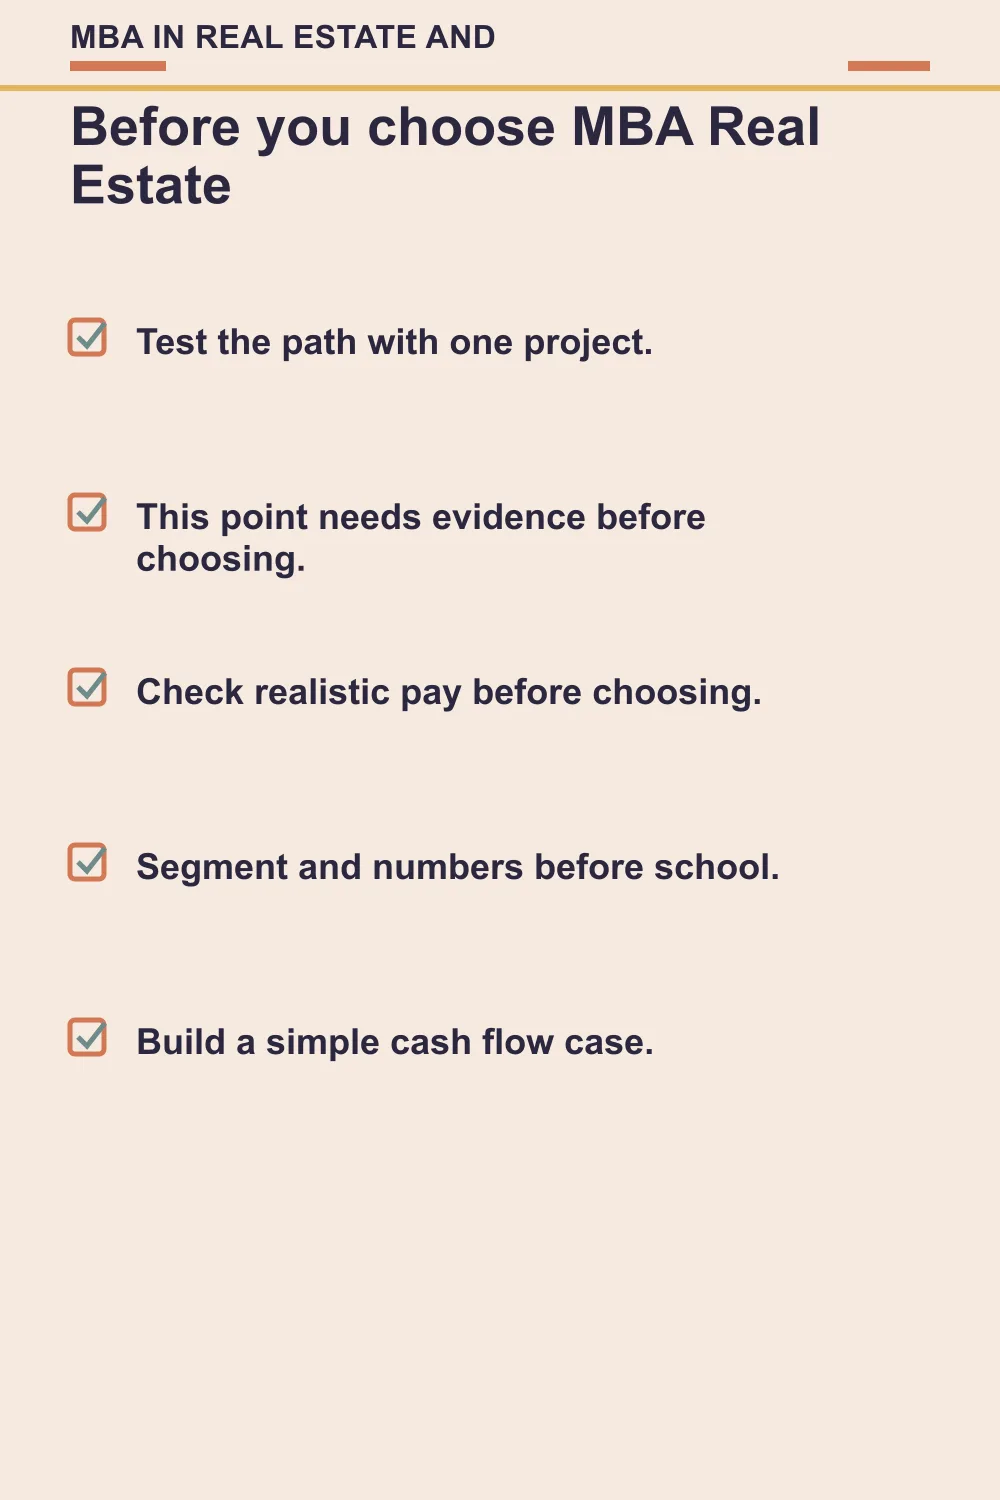 MBA IN REAL ESTATE AND
Before you choose MBA Real
Estate
Test the path with one project.
This point needs evidence before
choosing.
Check realistic pay before choosing.
Segment and numbers before school.
Build a simple cash flow case.